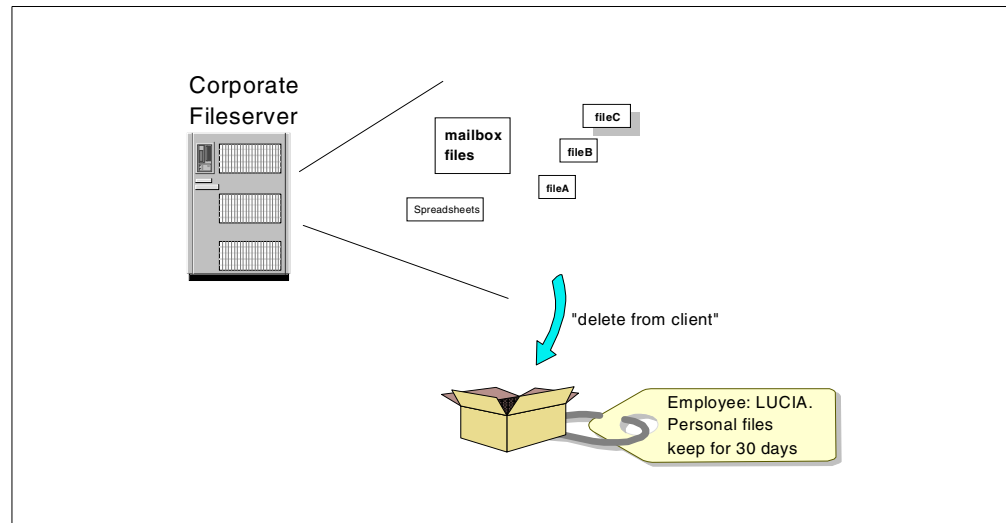 Corporate
Fileserver
mailbox
files
fileC
fileB
fileA
Spreadsheets
"delete from client"
Employee: LUCIA.
Personal files
keep for 30 days